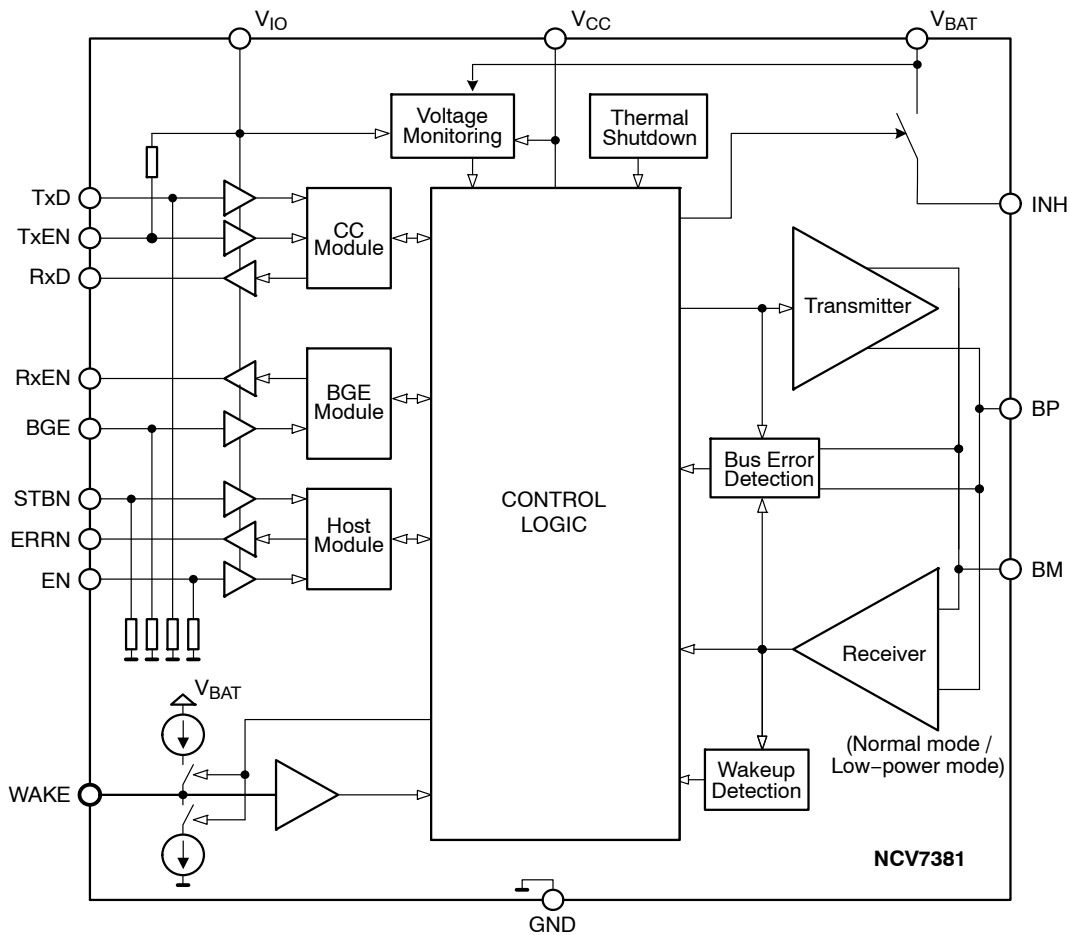 VIO
VCC
VBAT
Voltage
Monitoring
Thermal
Shutdown
TxD
TxEN
RxD
CC
Module
INH
Transmitter
RxEN
BGE
BGE
Module
BP
Bus Error
Detection
STBN
ERRN
EN
Host
Module
CONTROL
LOGIC
BM
Receiver
(Normal mode /
Low−power mode)
VBAT
WAKE
Wakeup
Detection
NCV7381
GND